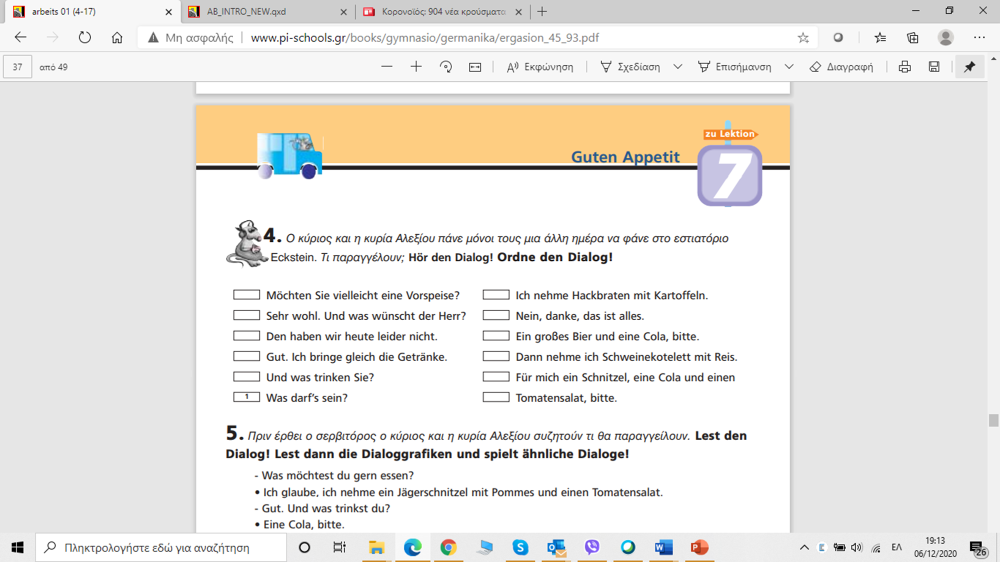 arbeits 01 (4-17)
AB_INTRO_NEW.qxd
Κορονοϊός: 904 νέα κρούσματα
Μη ασφαλής
www.pi-schools.gr/books/gymnasio/germanika/ergasion_45_93.pdf
37 από 49
Εκφώνηση
Σχεδίαση
Επισήμανση
Διαγραφή
zu Lektion
Guten Appetit
7
4. Ο κύριος και η κυρία Αλεξίου πάνε μόνοι τους μια άλλη ημέρα να φάνε στο εστιατόριο
Eckstein. Τι παραγγέλουν; Hör den Dialog! Ordne den Dialog!
Möchten Sie vielleicht eine Vorspeise?
Sehr wohl. Und was wünscht der Herr?
Den haben wir heute leider nicht.
Gut. Ich bringe gleich die Getränke.
Und was trinken Sie?
1 Was darf's sein?
Ich nehme Hackbraten mit Kartoffeln.
Nein, danke, das ist alles.
Ein großes Bier und eine Cola, bitte.
Dann nehme ich Schweinekotelett mit Reis.
Für mich ein Schnitzel, eine Cola und einen
Tomatensalat, bitte.
5. Πριν έρθει ο σερβιτόρος ο κύριος και η κυρία Αλεξίου συζητούν τι θα παραγγείλουν. Lest den
Dialog! Lest dann die Dialoggrafiken und spielt ähnliche Dialoge!
- Was möchtest du gern essen?
• Ich glaube, ich nehme ein Jägerschnitzel mit Pommes und einen Tomatensalat.
- Gut. Und was trinkst du?
• Eine Cola, bitte.
Πληκτρολογήστε εδώ για αναζήτηση
ΕΛ
19:13
06/12/2020
26